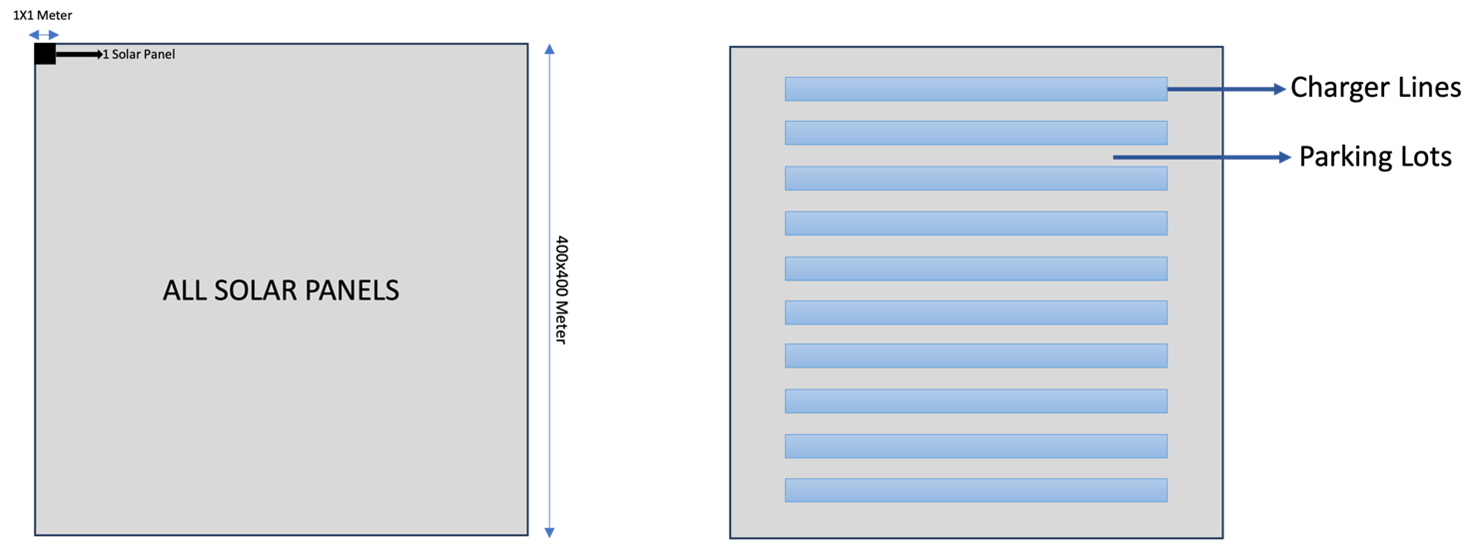 1X1 Meter
1 Solar Panel
ALL SOLAR PANELS
400x400 Meter
Charger Lines
Parking Lots